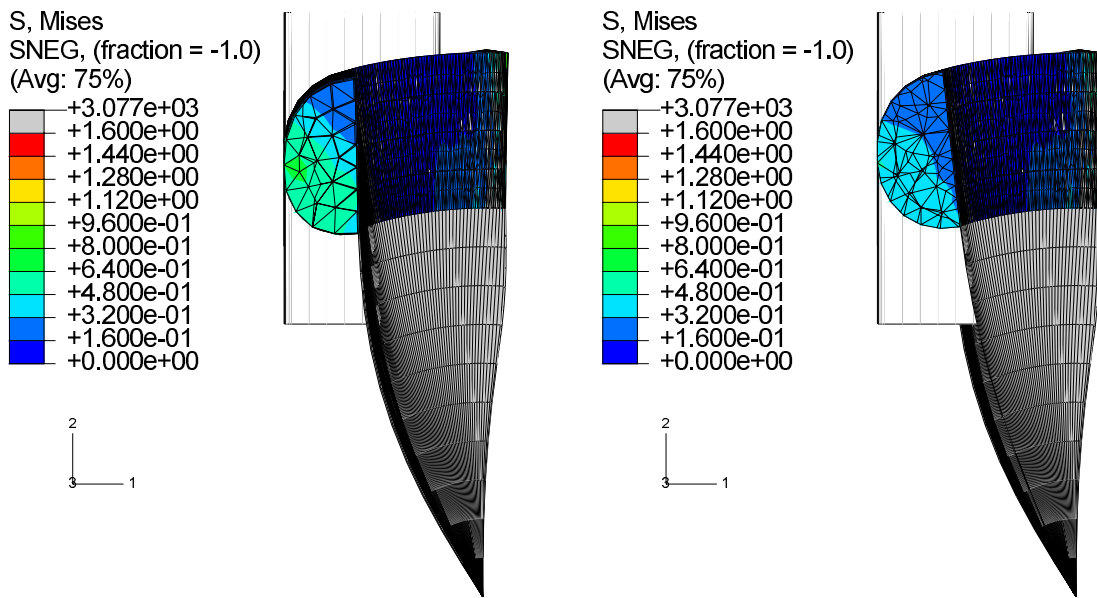 S, Mises
SNEG, (fraction = -1.0)
(Avg: 75%)
+3.077e+03
+1.600e+00
+1.440e+00
+1.280e+00
+1.120e+00
+9.600e-01
+8.000e-01
+6.400e-01
+4.800e-01
+3.200e-01
+1.600e-01
+0.000e+00
2
3
1
S, Mises
SNEG, (fraction = -1.0)
(Avg: 75%)
+3.077e+03
+1.600e+00
+1.440e+00
+1.280e+00
+1.120e+00
+9.600e-01
+8.000e-01
+6.400e-01
+4.800e-01
+3.200e-01
+1.600e-01
+0.000e+00
2
3
1